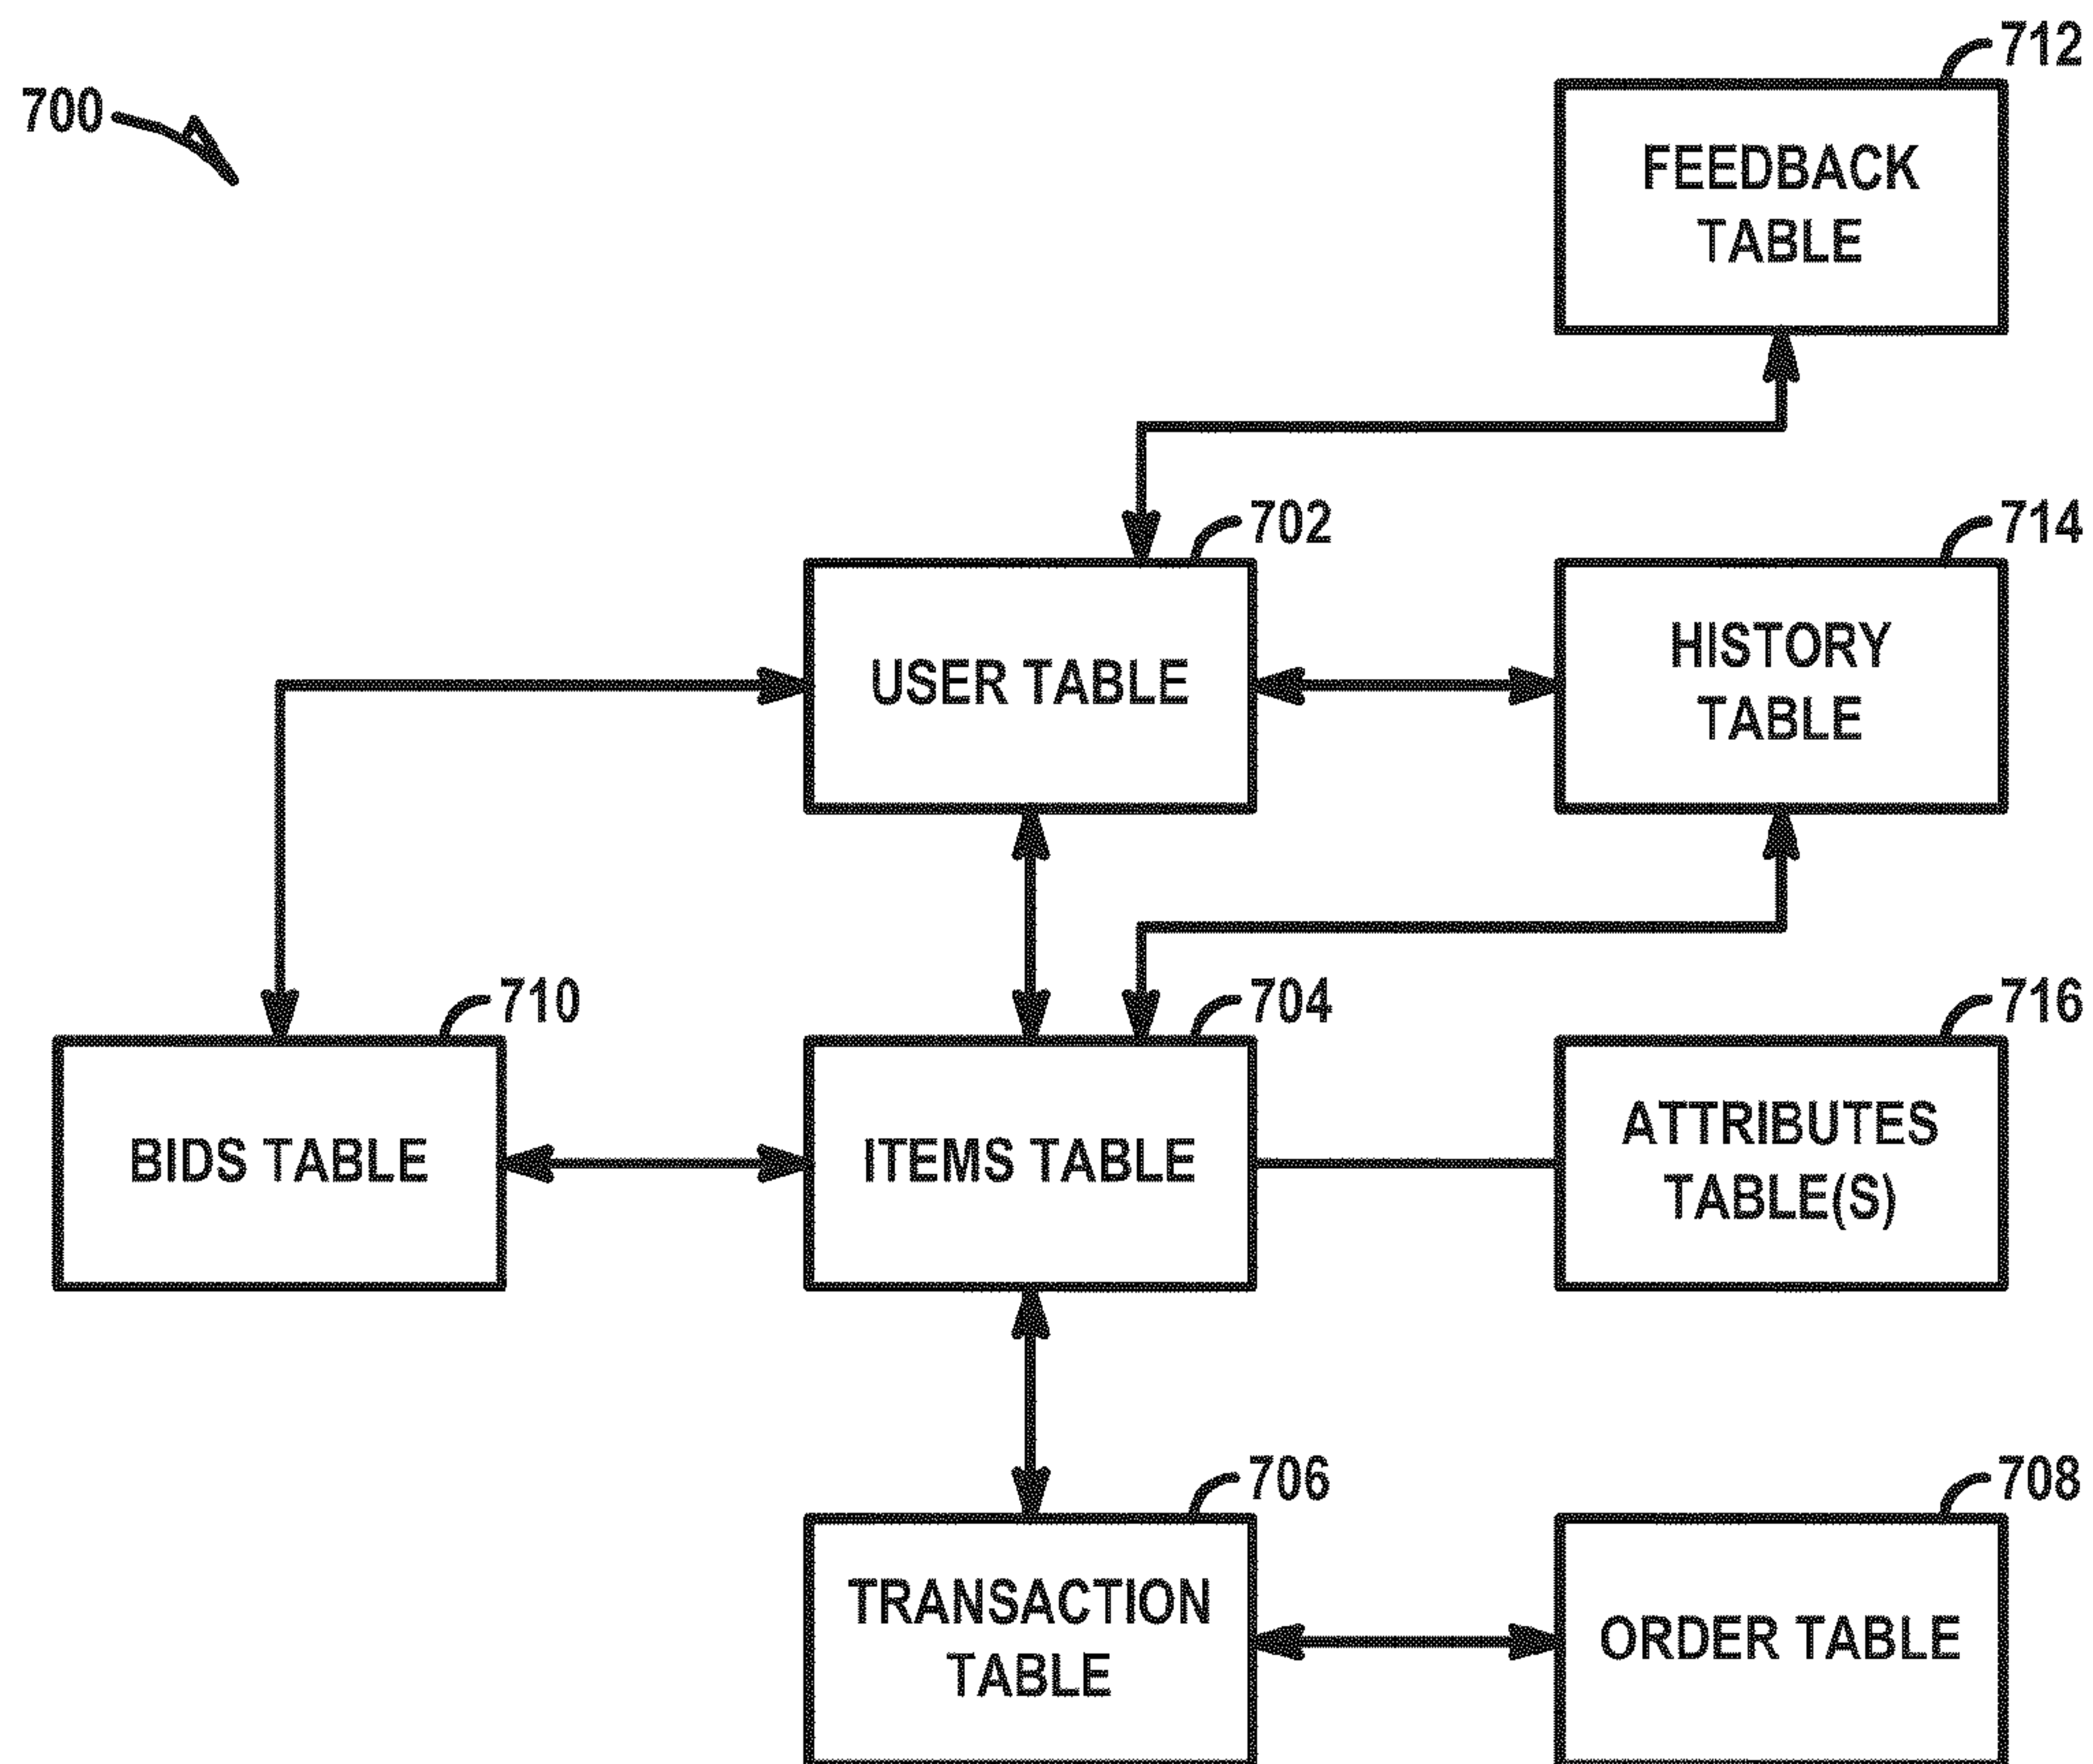 712
700
FEEDBACK
TABLE
702
714
USER TABLE
HISTORY
TABLE
710
704
716
BIDS TABLE
ITEMS TABLE
ATTRIBUTES
TABLE(S)
706
708
TRANSACTION
TABLE
ORDER TABLE